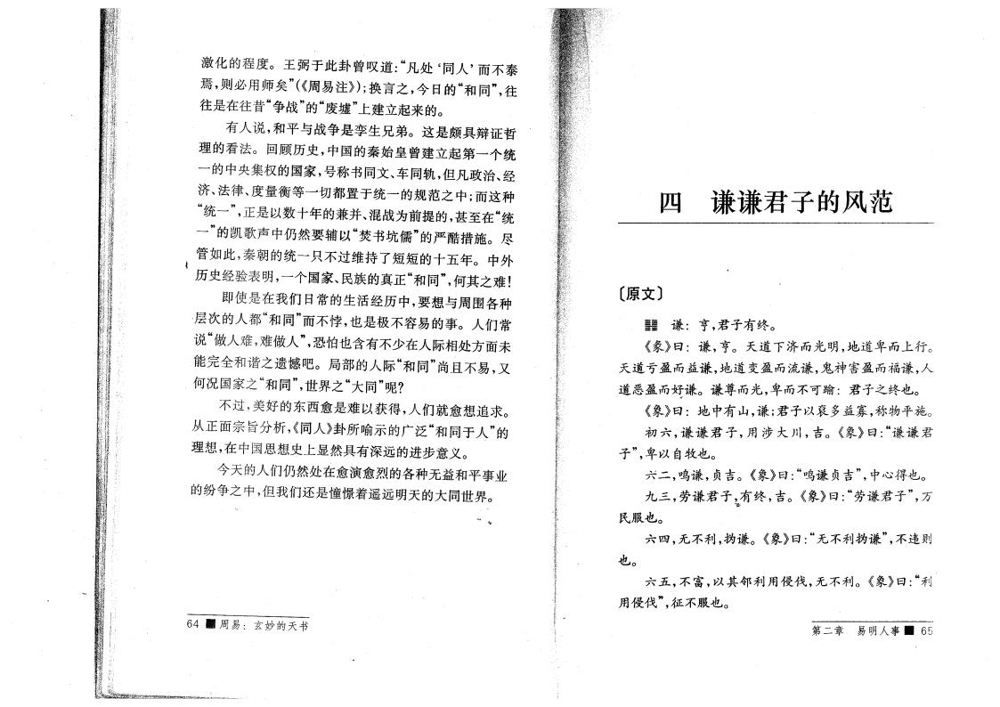 激化的程度。王弼于此卦曾叹道:“凡处‘同人’而不泰
焉,则必用师矣”(《周易注》);换言之,今日的“和同”,往
往是在往昔“争战”的“废墟”上建立起来的。
有人说,和平与战争是孪生兄弟。这是颇具辩证哲
理的看法。回顾历史,中国的秦始皇曾建立起第一个统
一的中央集权的国家,号称书同文、车同轨,但凡政治、经
济、法律、度量衡等一切都置于统一的规范之中;而这种
“统一”,正是以数十年的兼并、混战为前提的,甚至在“统
一”的凯歌声中仍然要辅以“焚书坑儒”的严酷措施。尽
管如此,秦朝的统一只不过维持了短短的十五年。中外
历史经验表明,一个国家、民族的真正“和同”,何其之难!
即使是在我们日常的生活经历中,要想与周围各种
层次的人都“和同”而不悖,也是极不容易的事。人们常
说“做人难,难做人”,恐怕也含有不少在人际相处方面未
能完全和谐之遗憾吧。局部的人际“和同”尚且不易,又
何况国家之“和同”,世界之“大同”呢?
不过,美好的东西愈是难以获得,人们就愈想追求。
从正面宗旨分析,《同人》卦所喻示的广泛“和同于人”的
理想,在中国思想史上显然具有深远的进步意义。
今天的人们仍然处在愈演愈烈的各种无益和平事业
的纷争之中,但我们还是憧憬着遥远明天的大同世界。
64 ■ 周易:玄妙的天书
四 谦谦君子的风范
〔原文〕
䷎ 谦:亨,君子有终。
《彖》曰:谦,亨。天道下济而光明,地道卑而上行。
天道亏盈而益谦,地道变盈而流谦,鬼神害盈而福谦,人
道恶盈而好谦。谦尊而光,卑而不可踰:君子之终也。
《象》曰:地中有山,谦;君子以裒多益寡,称物平施。
初六,谦谦君子,用涉大川,吉。《象》曰:“谦谦君
子”,卑以自牧也。
六二,鸣谦,贞吉。《象》曰:“鸣谦贞吉”,中心得也。
九三,劳谦君子,有终,吉。《象》曰:“劳谦君子”,万
民服也。
六四,无不利,㧑谦。《象》曰:“无不利㧑谦”,不违则
也。
六五,不富,以其邻利用侵伐,无不利。《象》曰:“利
用侵伐”,征不服也。
第二章 易明人事 ■ 65